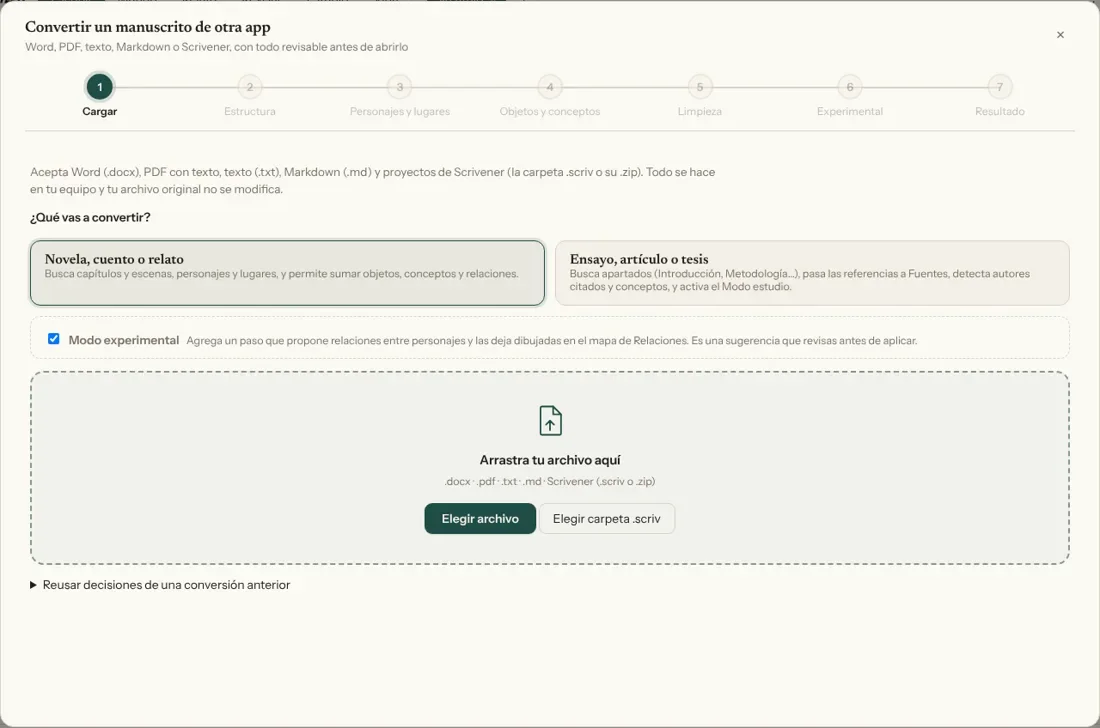 Convertir un manuscrito de otra app
Word, PDF, texto, Markdown o Scrivener, con todo revisable antes de abrirlo
×
1
2
3
4
5
6
7
Cargar
Estructura
Personajes y lugares
Objetos y conceptos
Limpieza
Experimental
Resultado
Acepta Word (.docx), PDF con texto, texto (.txt), Markdown (.md) y proyectos de Scrivener (la carpeta .scriv o su .zip). Todo se hace
en tu equipo y tu archivo original no se modifica.
¿Qué vas a convertir?
Novela, cuento o relato
Busca capítulos y escenas, personajes y lugares, y permite sumar objetos, conceptos y relaciones.
Ensayo, artículo o tesis
Busca apartados (Introducción, Metodología…), pasa las referencias a Fuentes, detecta autores
citados y conceptos, y activa el Modo estudio.
Modo experimental Agrega un paso que propone relaciones entre personajes y las deja dibujadas en el mapa de Relaciones. Es una sugerencia que revisas antes de aplicar.
Arrastra tu archivo aquí
.docx · .pdf · .txt · .md · Scrivener (.scriv o .zip)
Elegir archivo
Elegir carpeta .scriv
Reusar decisiones de una conversión anterior